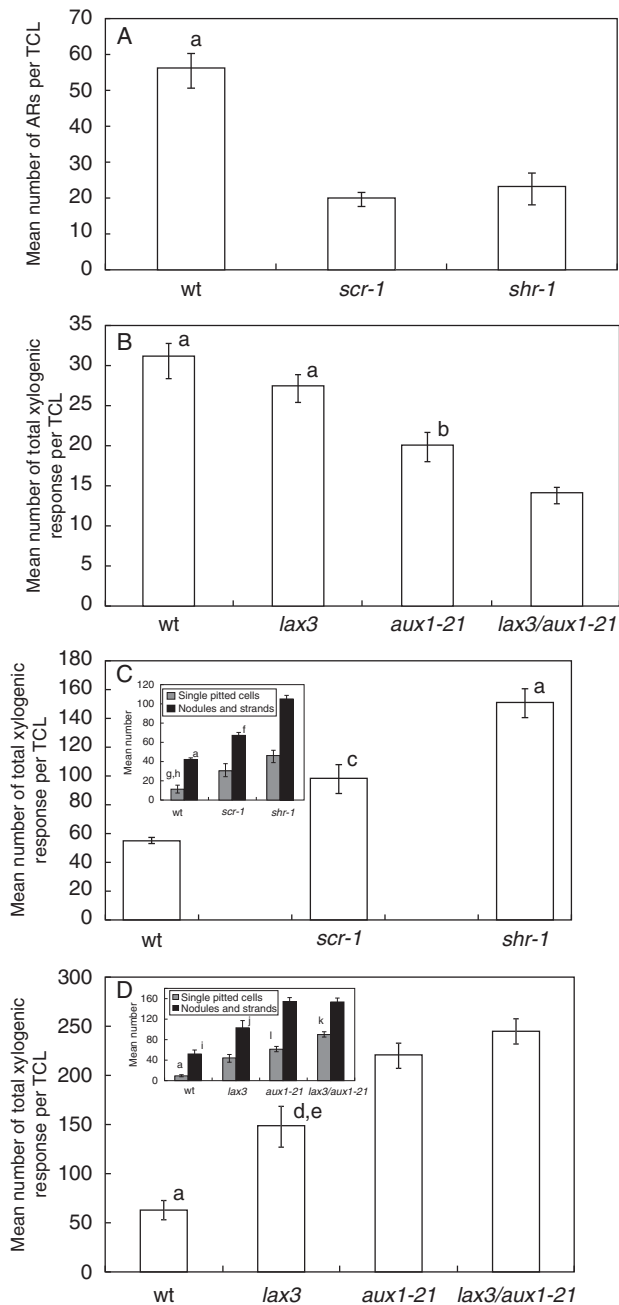 A
Mean number of ARs per TCL
70
60
50
40
30
20
10
0
a
wt
scr-1
shr-1
B
Mean number of total xylogenic
response per TCL
35
30
25
20
15
10
5
0
a
a
b
wt
lax3
aux1-21
lax3/aux1-21
C
Mean number of total xylogenic
response per TCL
180
160
140
120
100
80
60
40
20
0
c
a
wt
scr-1
shr-1
Single pitted cells
Nodules and strands
Mean number
120
80
60
40
20
0
g,h
a
f
wt
scr-1
shr-1
D
Mean number of total xylogenic
response per TCL
300
250
200
150
100
50
0
a
d,e
wt
lax3
aux1-21
lax3/aux1-21
Single pitted cells
Nodules and strands
Mean number
160
120
80
40
0
a
i
j
l
k
wt
lax3
aux1-21
lax3/aux1-21